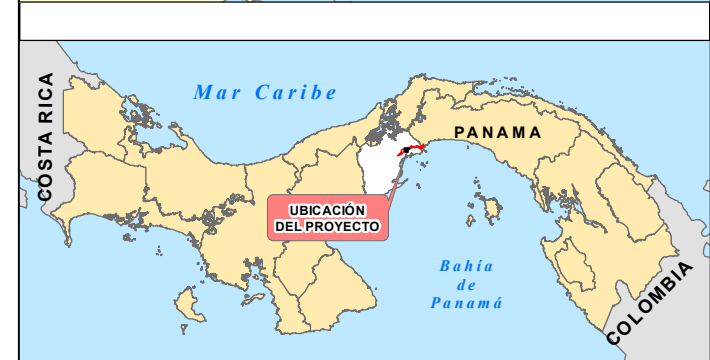 COSTA RICA
Mar Caribe
PANAMA
UBICACIÓN
DEL PROYECTO
Bahía
de
Panamá
COLOMBIA